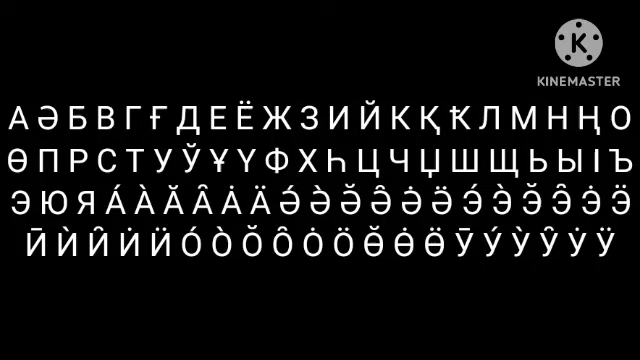 KINEMASTER
А Ә Б В Г Ғ Д Е Ё Ж З И Й К Қ Ҡ Л М Н Ң О
Ө П Р С Т У Ў Ұ Ү Ф Х Һ Ц Ч Џ Ш Щ Ь Ы І Ъ
Э Ю Я А́ А̀ Ӑ А̂ А̇ Ӓ Ә́ Ә̀ Ә̆ Ә̂ Ә̇ Ӛ Э́ Э̀ Э̆ Э̂ Э̇ Ӭ
Ӣ Ѝ И̂ И̇ Ӥ О́ О̀ О̆ О̂ О̇ Ӧ Ө̆ Ө̇ Ӫ Ӯ У́ У̀ У̂ У̇ Ӱ